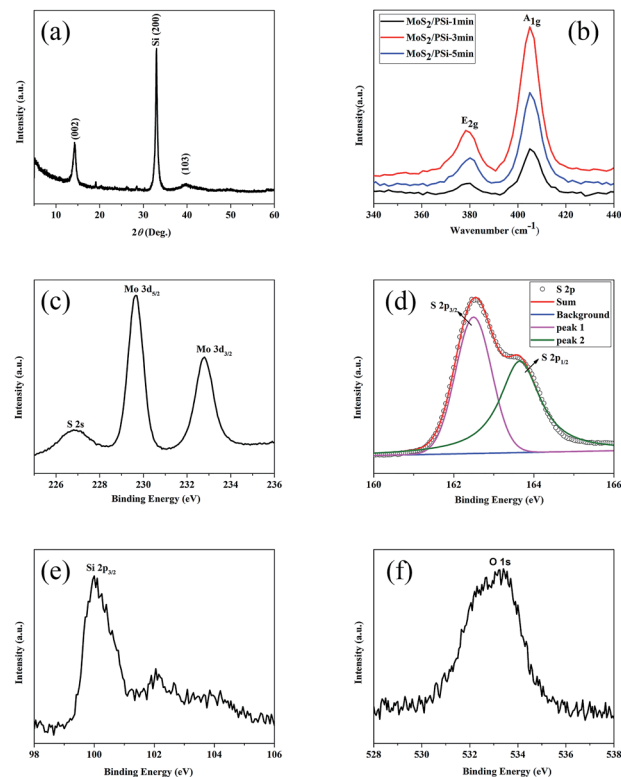 (a)
(002)
Si (200)
(103)
Intensity (a.u.)
10 20 30 40 50 60
2θ (Deg.)
(b)
MoS2/PSi-1min
MoS2/PSi-3min
MoS2/PSi-5min
E2g
A1g
Intensity(a.u.)
340 360 380 400 420 440
Wavenumber (cm-1)
(c)
S 2s
Mo 3d5/2
Mo 3d3/2
Intensity (a.u.)
226 228 230 232 234 236
Binding Energy (eV)
(d)
S 2p
Sum
Background
peak 1
peak 2
S 2p3/2
S 2p1/2
Intensity (a.u.)
160 162 164 166
Binding Energy (eV)
(e)
Si 2p3/2
Intensity (a.u.)
98 100 102 104 106
Binding Energy (eV)
(f)
O 1s
Intensity (a.u.)
528 530 532 534 536 538
Binding Energy (eV)